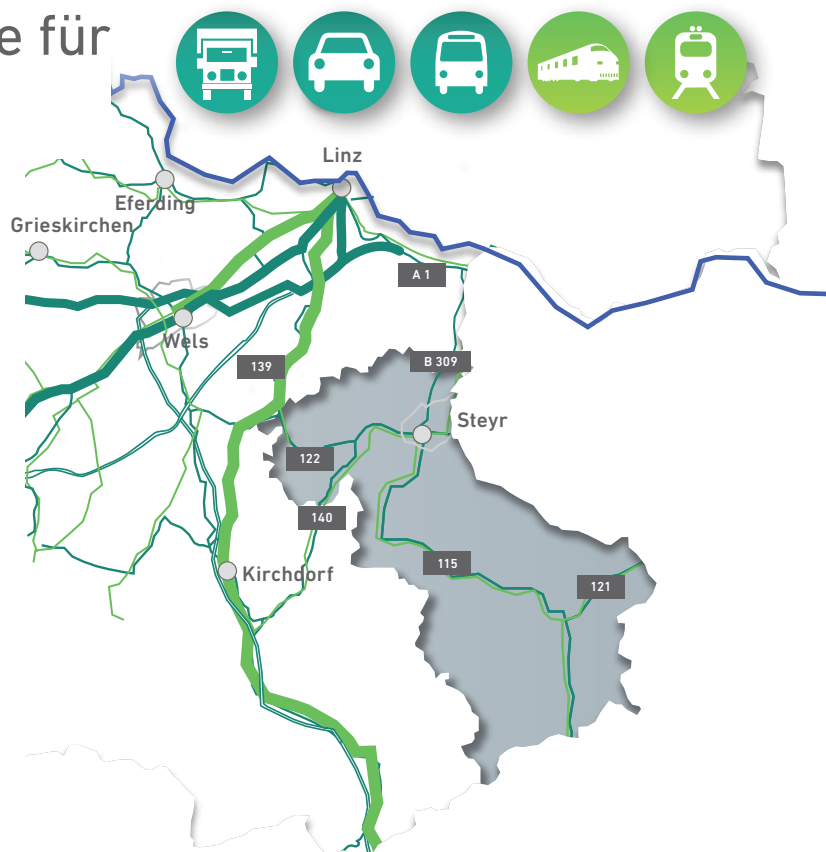 e für
Linz
Eferding
Grieskirchen
A 1
Wels
139
B 309
Steyr
122
140
115
121
Kirchdorf